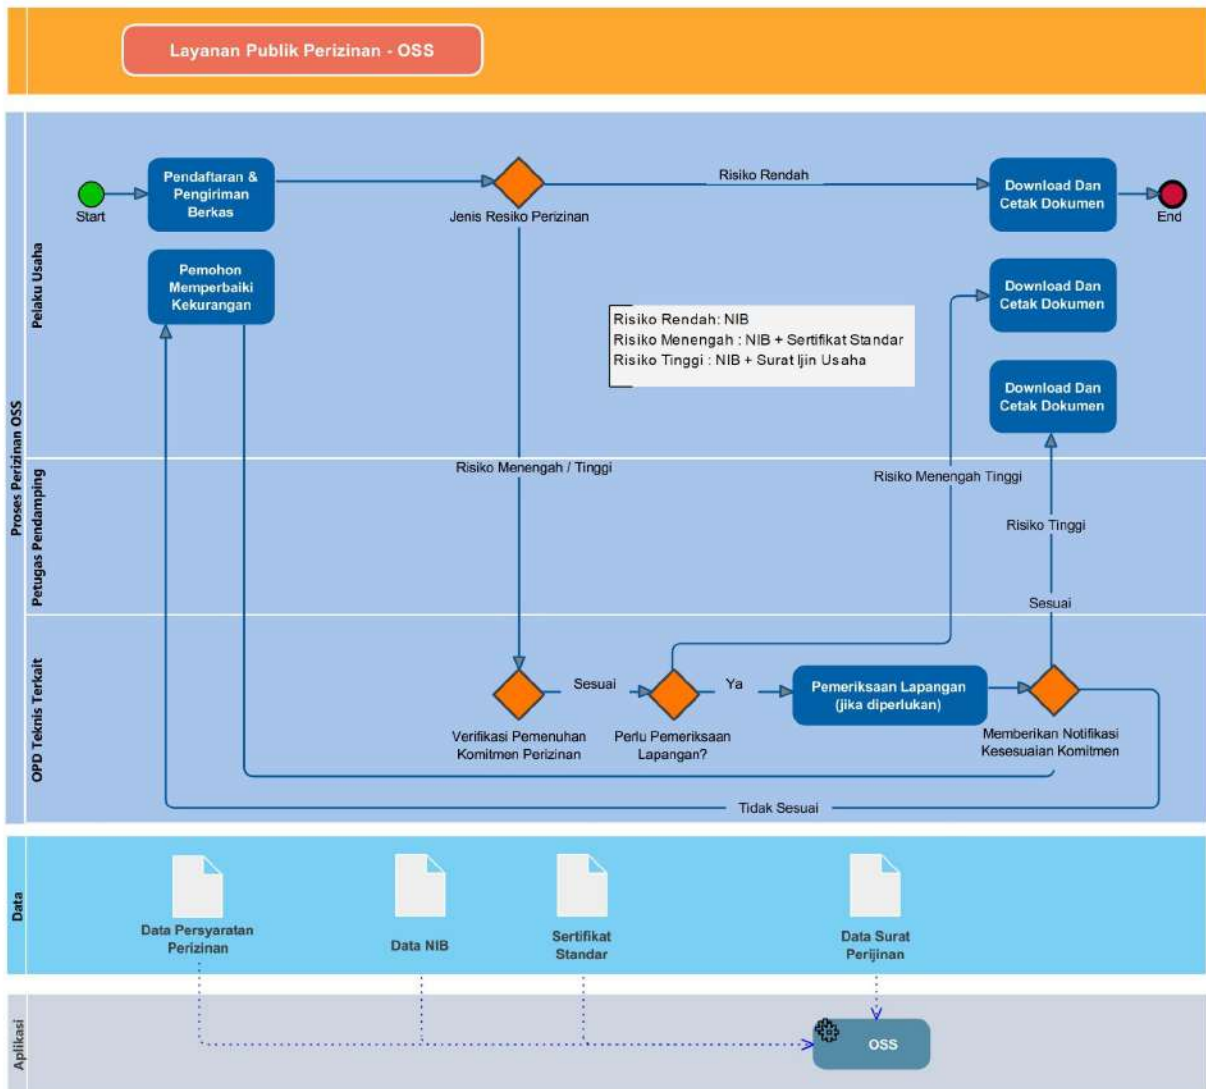 Layanan Publik Perizinan - OSS
Proses Perizinan OSS
Pelaku Usaha
Start
Pendaftaran &
Pengiriman
Berkas
Jenis Resiko Perizinan
Risiko Rendah
Download Dan
Cetak Dokumen
End
Pemohon
Memperbaiki
Kekurangan
Download Dan
Cetak Dokumen
Risiko Rendah: NIB
Risiko Menengah : NIB + Sertifikat Standar
Risiko Tinggi : NIB + Surat Ijin Usaha
Download Dan
Cetak Dokumen
Petugas Pendamping
Risiko Menengah / Tinggi
Risiko Menengah Tinggi
Risiko Tinggi
Sesuai
OPD Teknis Terkait
Sesuai
Ya
Pemeriksaan Lapangan
(jika diperlukan)
Verifikasi Pemenuhan
Komitmen Perizinan
Perlu Pemeriksaan
Lapangan?
Memberikan Notifikasi
Kesesuaian Komitmen
Tidak Sesuai
Data
Data Persyaratan
Perizinan
Data NIB
Sertifikat
Standar
Data Surat
Perijinan
Aplikasi
OSS